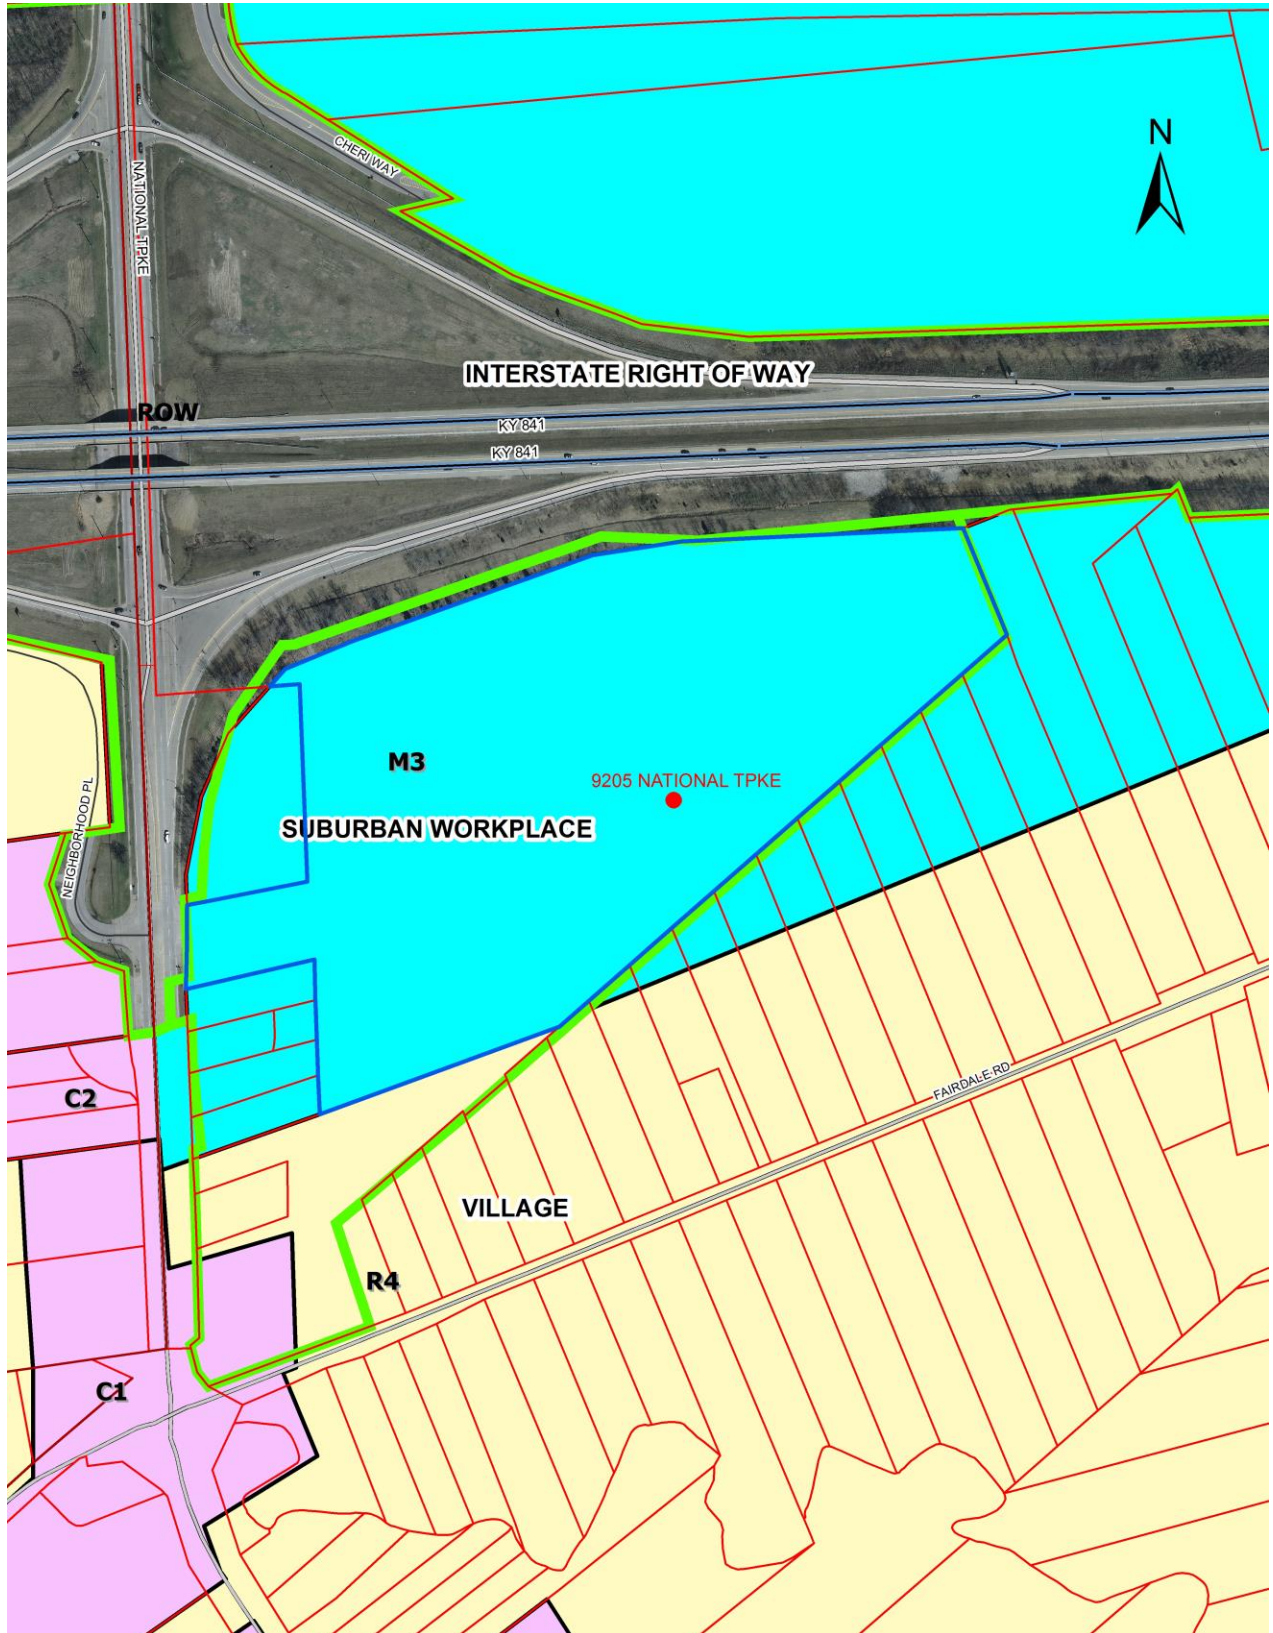 N
CHERI WAY
NATIONAL TPKE
INTERSTATE RIGHT OF WAY
ROW
KY 841
KY 841
M3
9205 NATIONAL TPKE
SUBURBAN WORKPLACE
NEIGHBORHOOD PL
C2
FAIRDALE RD
VILLAGE
R4
C1